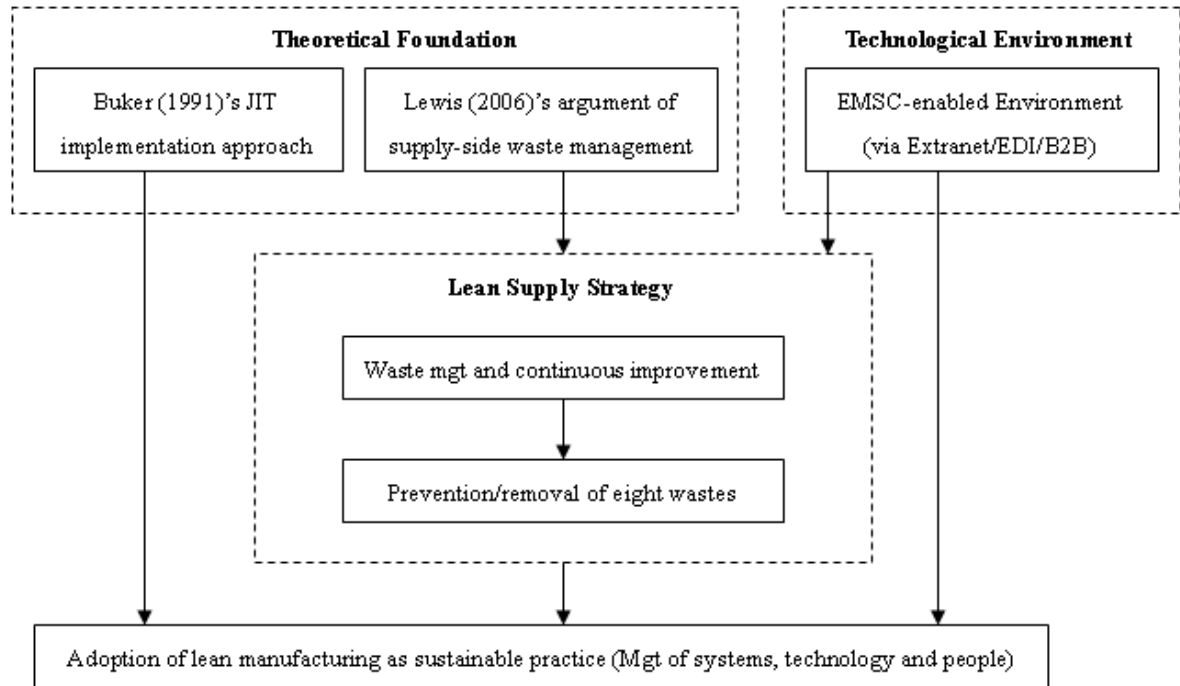 Theoretical Foundation
Buker (1991)'s JIT
implementation approach
Lewis (2006)'s argument of
supply-side waste management
Technological Environment
EMSC-enabled Environment
(via Extranet/EDI/B2B)
Lean Supply Strategy
Waste mgt and continuous improvement
Prevention/removal of eight wastes
Adoption of lean manufacturing as sustainable practice (Mgt of systems, technology and people)